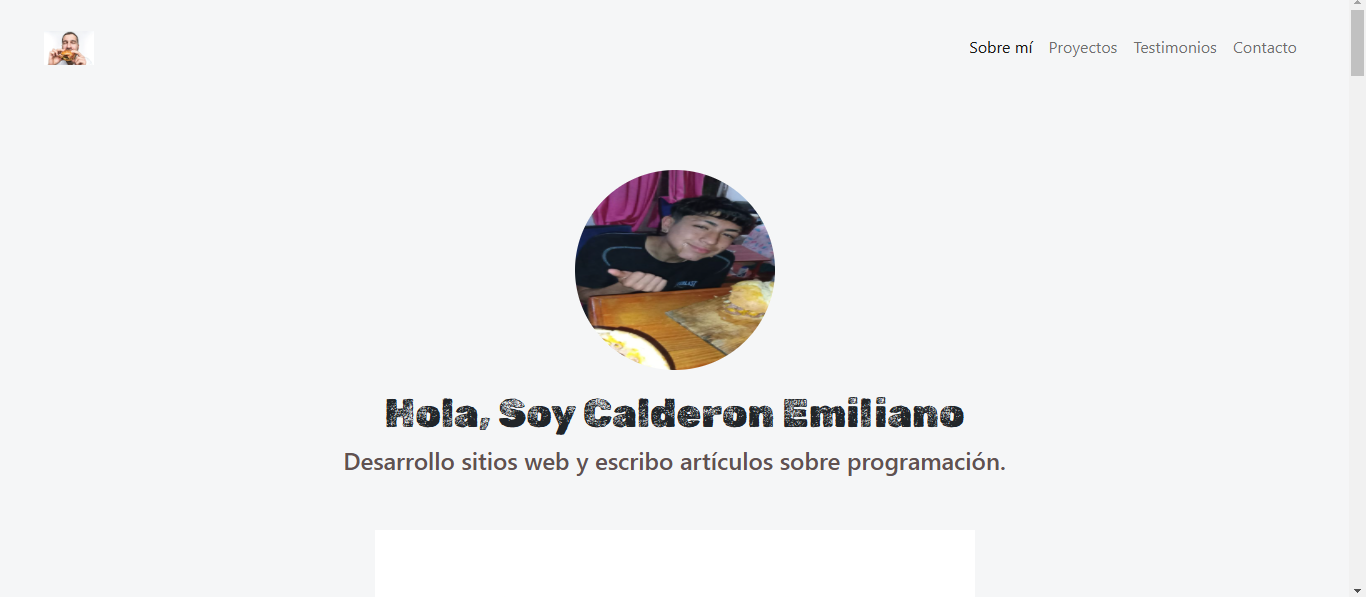 Sobre mí Proyectos Testimonios Contacto
Hola, Soy Calderon Emiliano
Desarrollo sitios web y escribo artículos sobre programación.